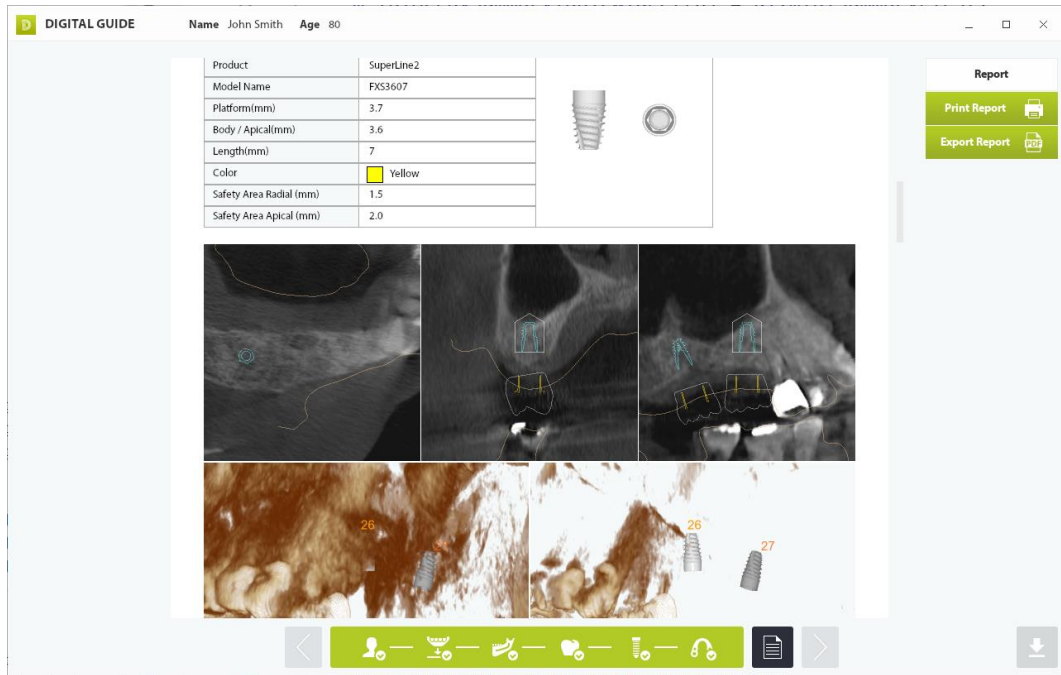 D DIGITAL GUIDE Name John Smith Age 80
Product SuperLine2
Model Name FXS3607
Platform(mm) 3.7
Body / Apical(mm) 3.6
Length(mm) 7
Color Yellow
Safety Area Radial (mm) 1.5
Safety Area Apical (mm) 2.0
Report
Print Report
Export Report PDF
26
26
27